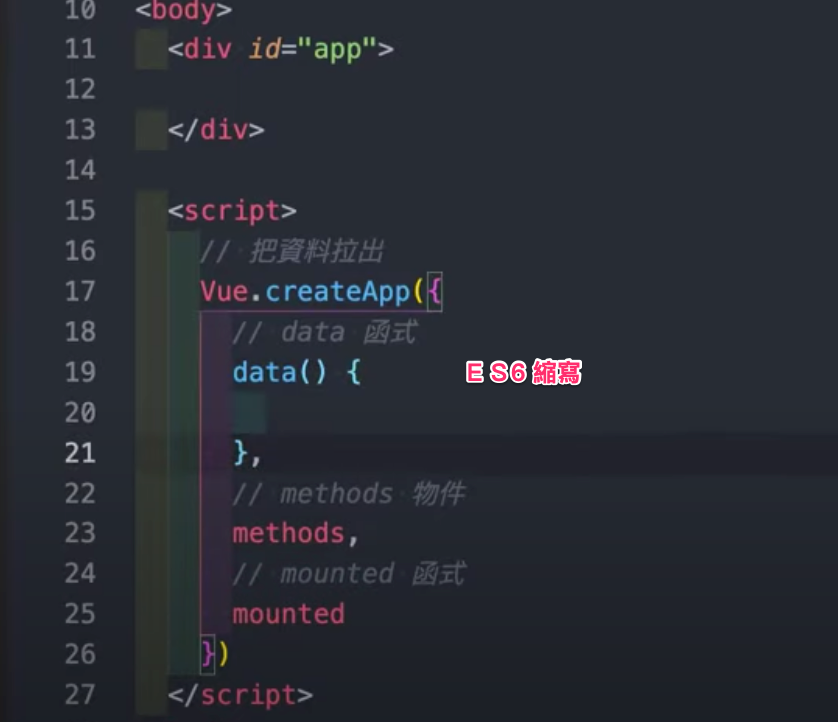 10 <body>
11 <div id="app">
12
13 </div>
14
15 <script>
16 // 把資料拉出
17 Vue.createApp({
18 // data 函式
19 data() { ES6 縮寫
20
21 },
22 // methods 物件
23 methods,
24 // mounted 函式
25 mounted
26 })
27 </script>